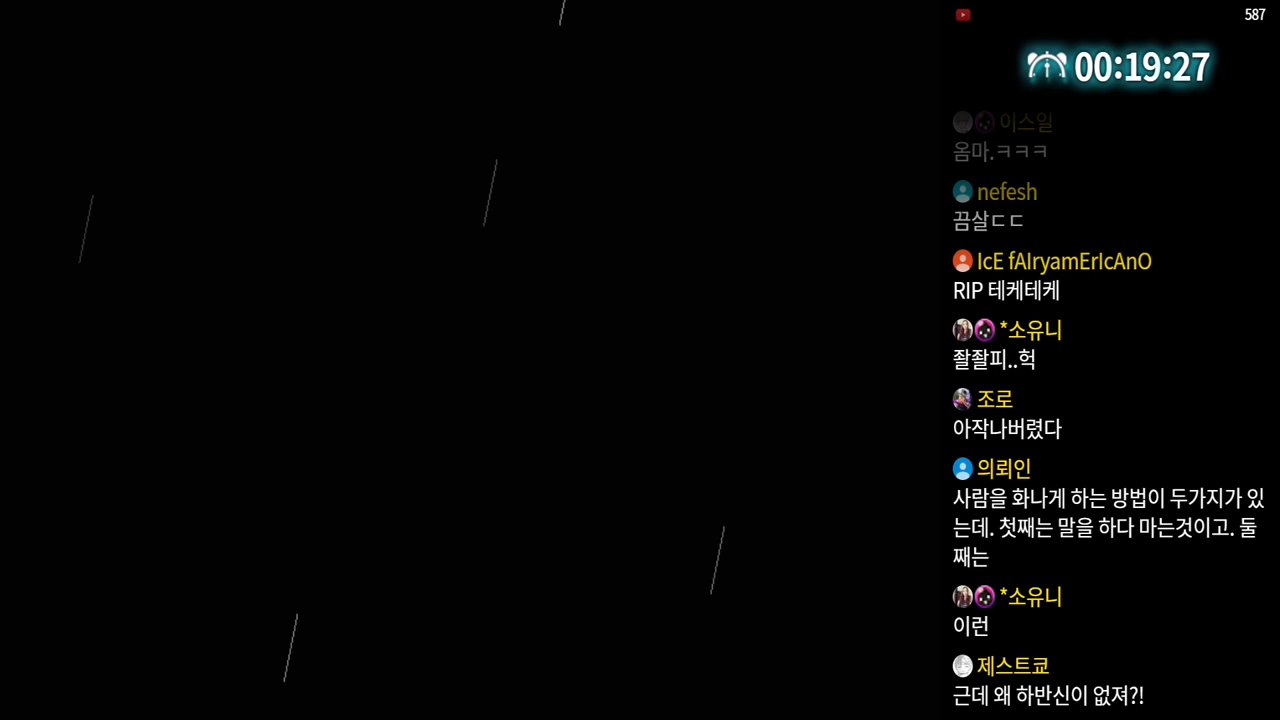 587
00:19:27
이스일
옴마.ㅋㅋㅋ
nefesh
끔살ㄷㄷ
IcE fAIryamErIcAnO
RIP 테케테케
*소유니
좔좔피..헉
조로
아작나버렸다
의뢰인
사람을 화나게 하는 방법이 두가지가 있
는데. 첫째는 말을 하다 마는것이고. 둘
째는
*소유니
이런
제스트쿄
근데 왜 하반신이 없져?!